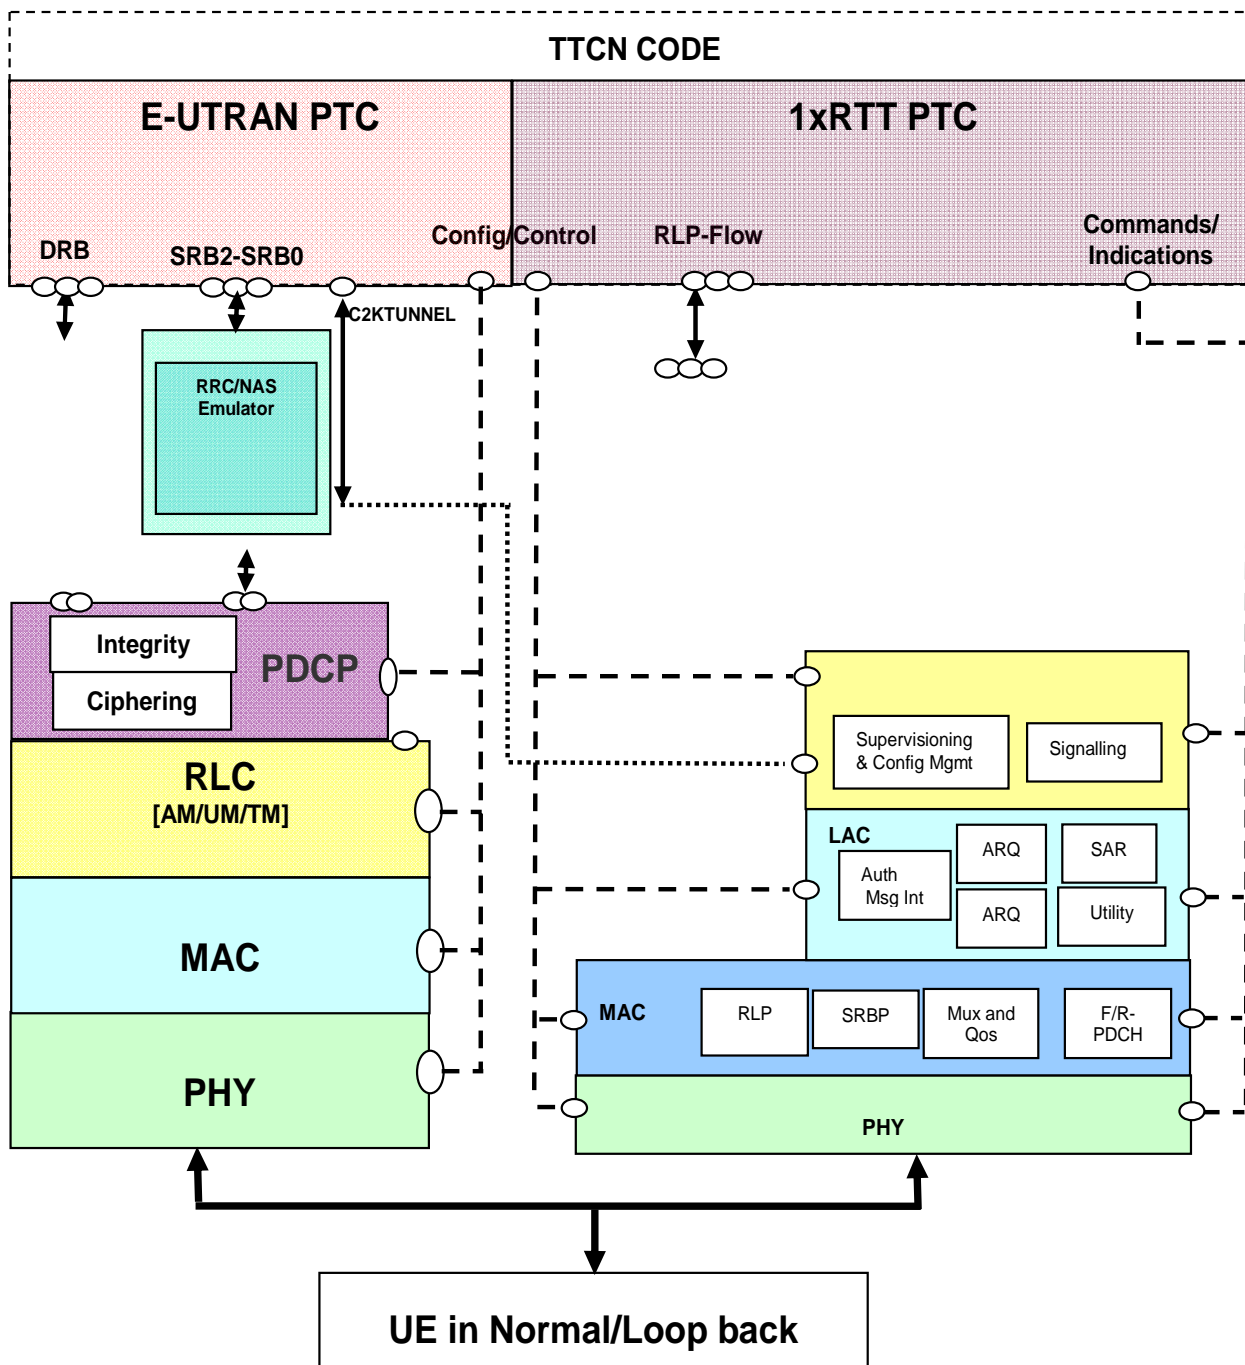 TTCN CODE
E-UTRAN PTC
1xRTT PTC
DRB
SRB2-SRB0
Config/Control
RLP-Flow
Commands/
Indications
C2KTUNNEL
RRC/NAS
Emulator
Integrity
Ciphering
PDCP
RLC
[AM/UM/TM]
MAC
PHY
Supervisioning
& Config Mgmt
Signalling
LAC
Auth
Msg Int
ARQ
SAR
ARQ
Utility
MAC
RLP
SRBP
Mux and
Qos
F/R-
PDCH
PHY
UE in Normal/Loop back